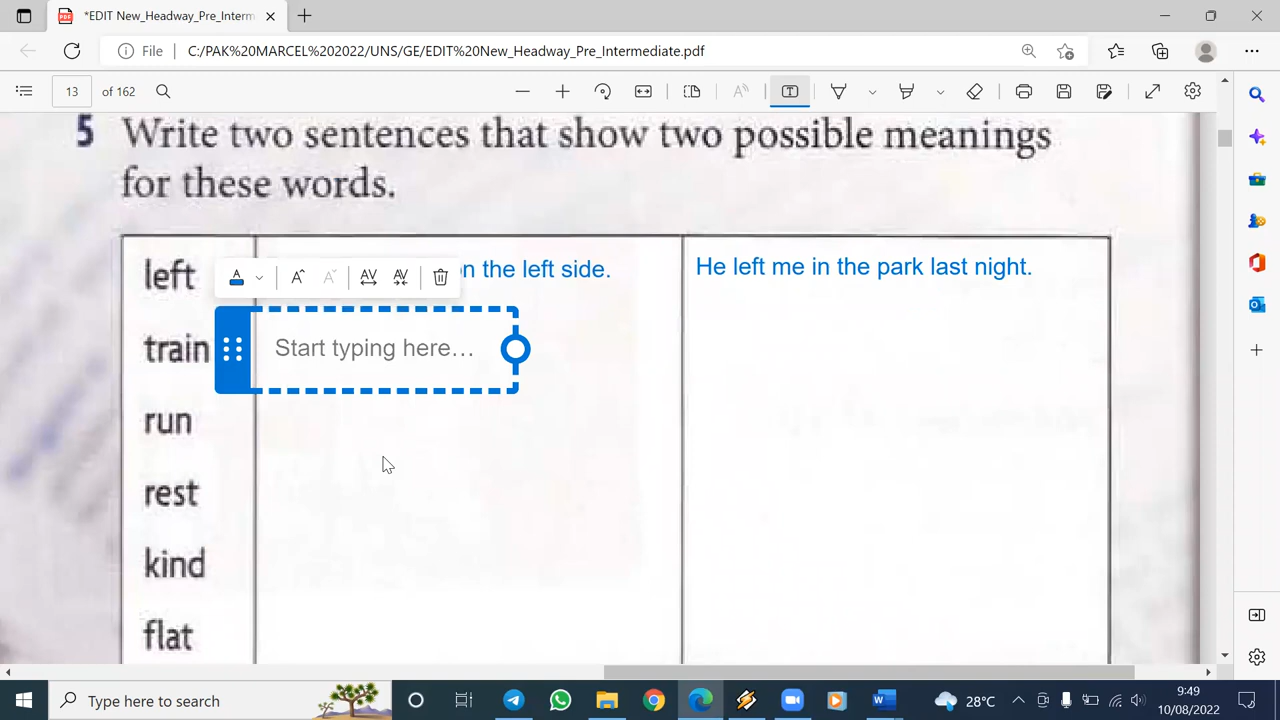 *EDIT New_Headway_Pre_Interm
File
C:/PAK%20MARCEL%202022/UNS/GE/EDIT%20New_Headway_Pre_Intermediate.pdf
13 of 162
5 Write two sentences that show two possible meanings
for these words.
left
n the left side.
He left me in the park last night.
train
Start typing here…
run
rest
kind
flat
Type here to search
28°C
9:49
10/08/2022